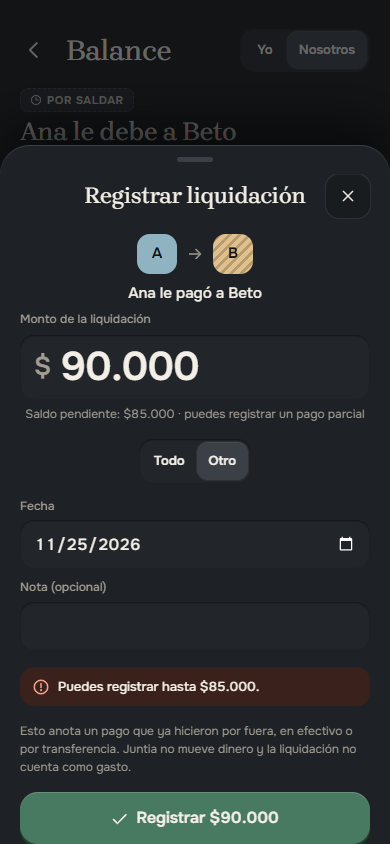 Balance
Yo
Nosotros
POR SALDAR
Ana le debe a Beto
Registrar liquidación
A
B
Ana le pagó a Beto
Monto de la liquidación
$ 90.000
Saldo pendiente: $85.000 · puedes registrar un pago parcial
Todo
Otro
Fecha
11/25/2026
Nota (opcional)
Puedes registrar hasta $85.000.
Esto anota un pago que ya hicieron por fuera, en efectivo o
por transferencia. Juntia no mueve dinero y la liquidación no
cuenta como gasto.
Registrar $90.000